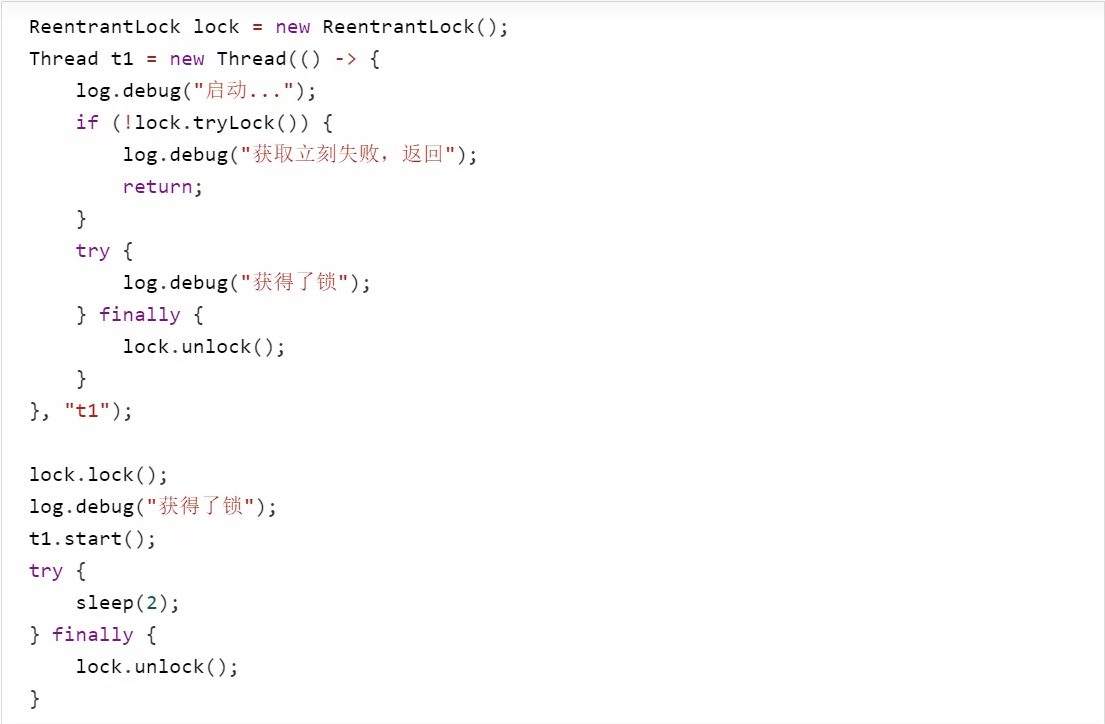 ReentrantLock lock = new ReentrantLock();
Thread t1 = new Thread(() -> {
    log.debug("启动...");
    if (!lock.tryLock()) {
        log.debug("获取立刻失败，返回");
        return;
    }
    try {
        log.debug("获得了锁");
    } finally {
        lock.unlock();
    }
}, "t1");

lock.lock();
log.debug("获得了锁");
t1.start();
try {
    sleep(2);
} finally {
    lock.unlock();
}